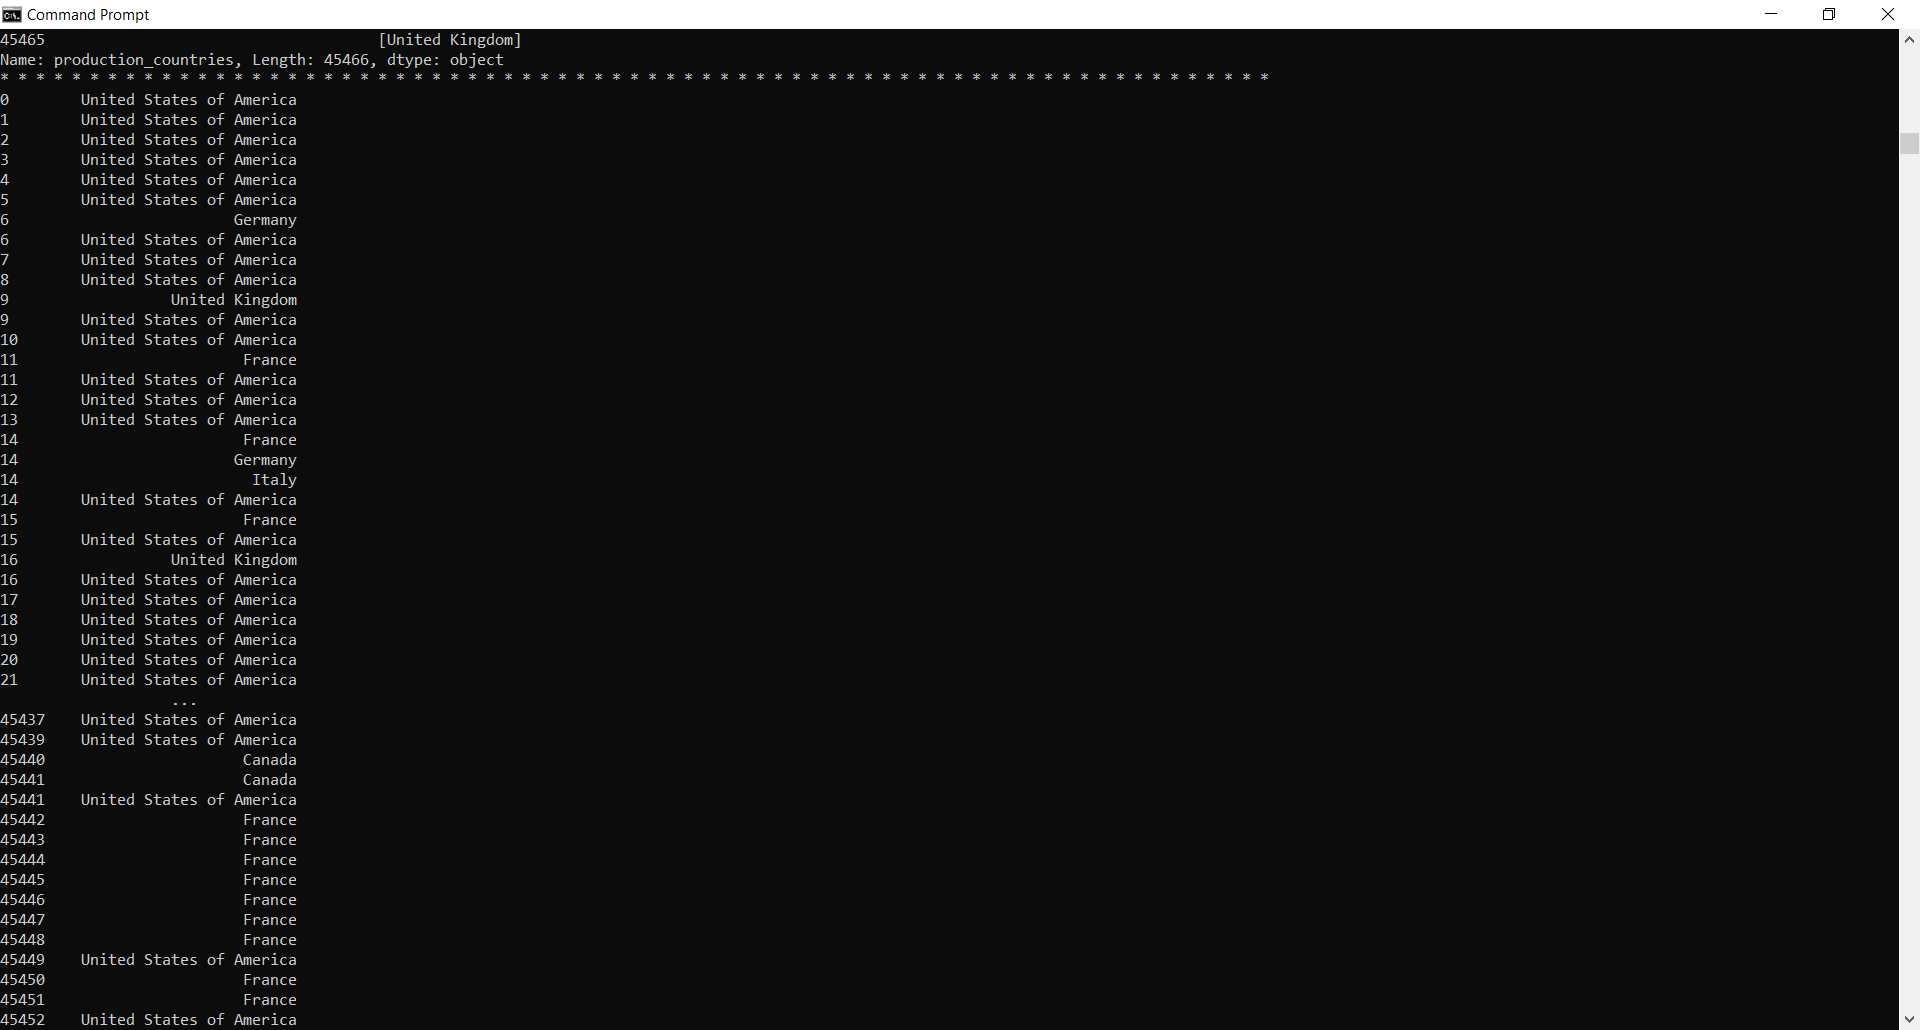 Command Prompt
45465                                     [United Kingdom]
Name: production_countries, Length: 45466, dtype: object
* * * * * * * * * * * * * * * * * * * * * * * * * * * * * * * * * * * * * * * * * * * * * * * * * * * * * * * * * * * * * * * * * * * * * * *
0        United States of America
1        United States of America
2        United States of America
3        United States of America
4        United States of America
5        United States of America
6                         Germany
6        United States of America
7        United States of America
8        United States of America
9                  United Kingdom
9        United States of America
10       United States of America
11                         France
11       United States of America
12       United States of America
13       United States of America
14                         France
14                        Germany
14                          Italy
14       United States of America
15                         France
15       United States of America
16                 United Kingdom
16       United States of America
17       United States of America
18       United States of America
19       United States of America
20       United States of America
21       United States of America
                   ...
45437    United States of America
45439    United States of America
45440                      Canada
45441                      Canada
45441    United States of America
45442                      France
45443                      France
45444                      France
45445                      France
45446                      France
45447                      France
45448                      France
45449    United States of America
45450                      France
45451                      France
45452    United States of America